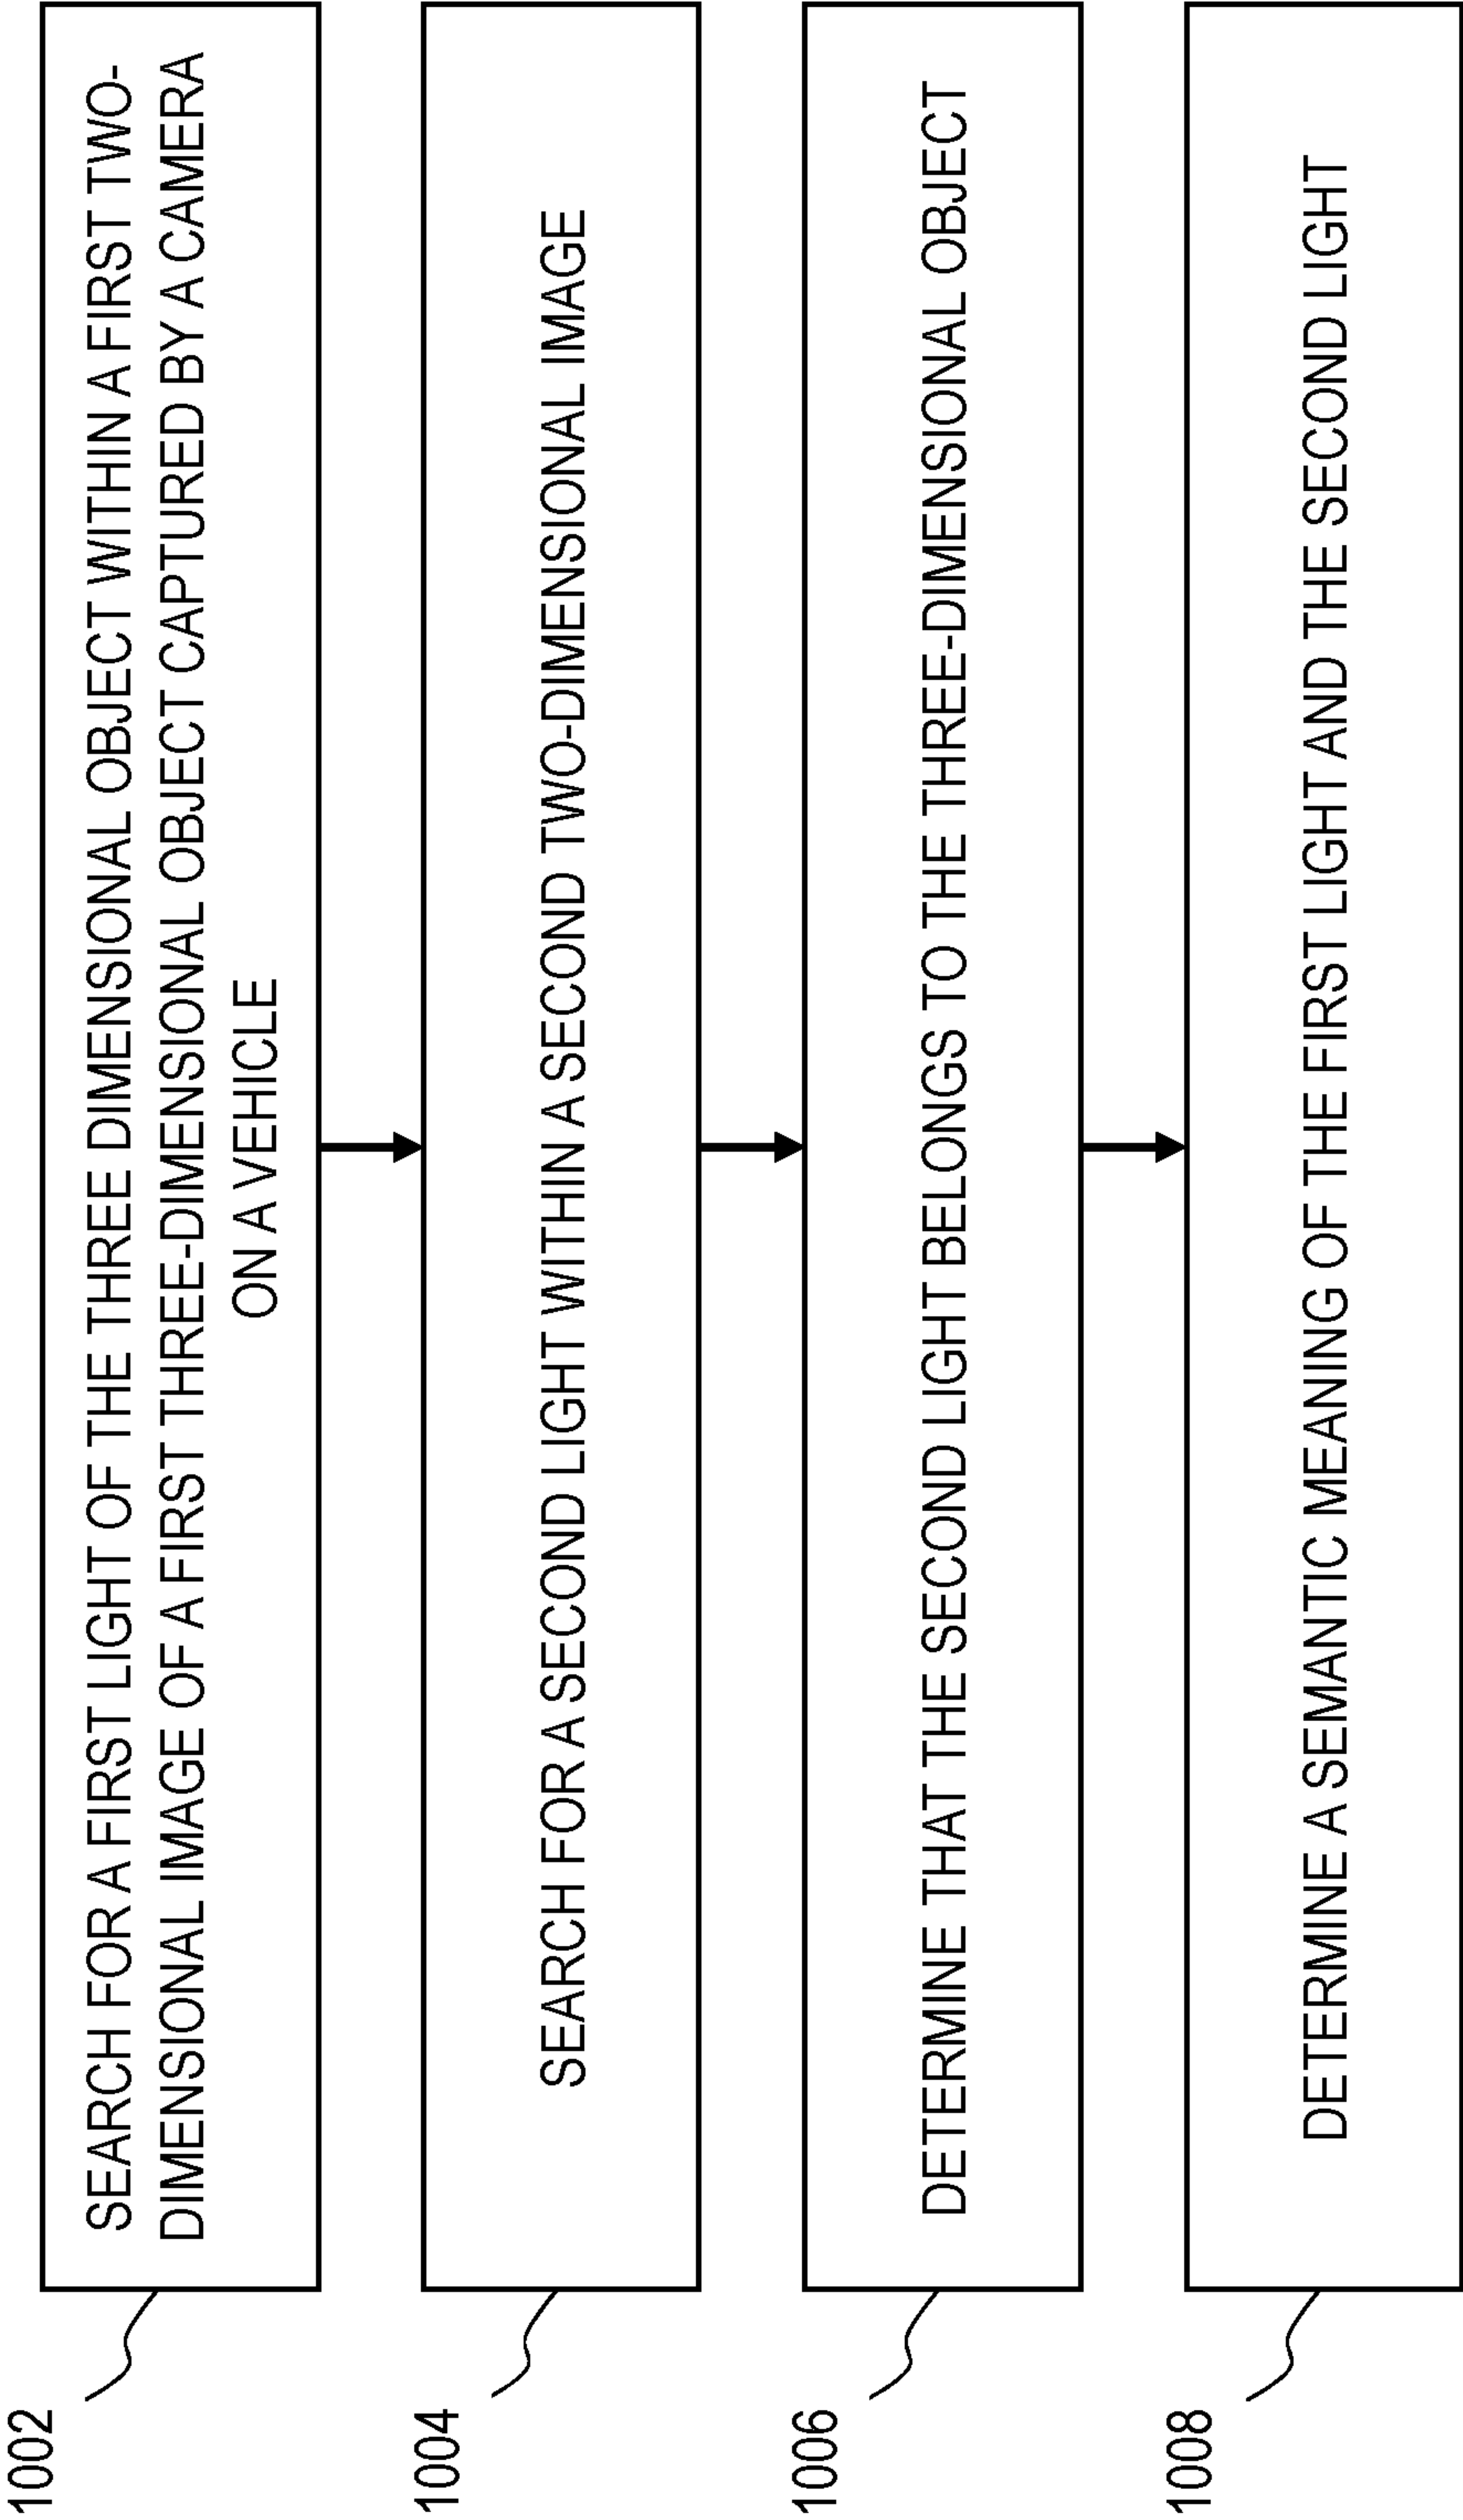 1002
SEARCH FOR A FIRST LIGHT OF THE THREE DIMENSIONAL OBJECT WITHIN A FIRST TWO-
DIMENSIONAL IMAGE OF A FIRST THREE-DIMENSIONAL OBJECT CAPTURED BY A CAMERA
ON A VEHICLE
1004
SEARCH FOR A SECOND LIGHT WITHIN A SECOND TWO-DIMENSIONAL IMAGE
1006
DETERMINE THAT THE SECOND LIGHT BELONGS TO THE THREE-DIMENSIONAL OBJECT
1008
DETERMINE A SEMANTIC MEANING OF THE FIRST LIGHT AND THE SECOND LIGHT